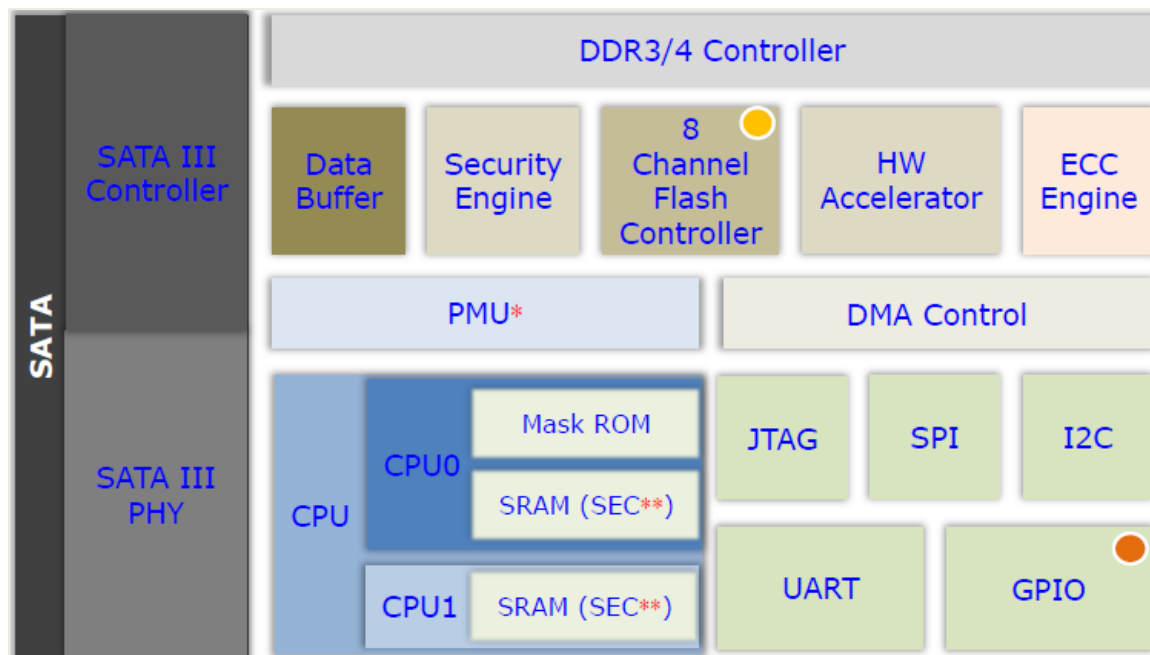 SATA
SATA III
Controller
SATA III
PHY
DDR3/4 Controller
Data
Buffer
Security
Engine
8
Channel
Flash
Controller
HW
Accelerator
ECC
Engine
PMU*
DMA Control
CPU
CPU0
Mask ROM
SRAM (SEC**)
CPU1
SRAM (SEC**)
JTAG
SPI
I2C
UART
GPIO